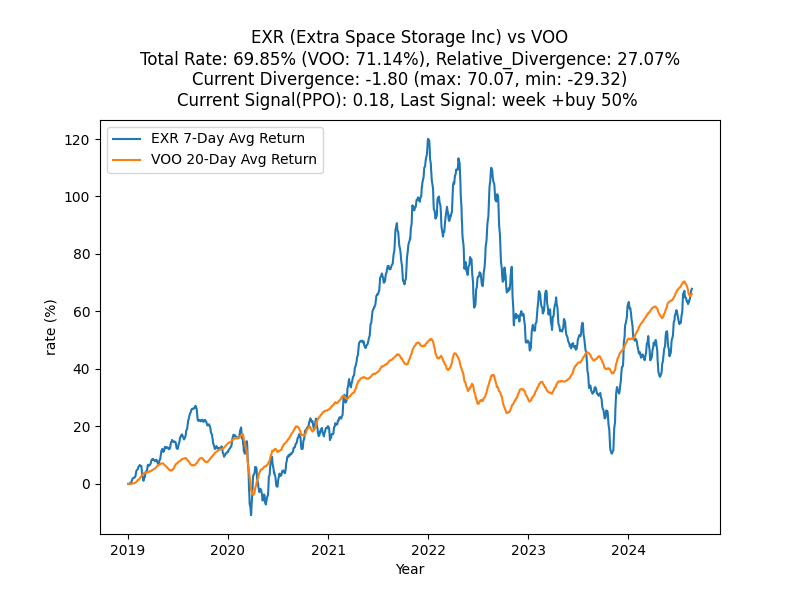 EXR (Extra Space Storage Inc) vs VOO
Total Rate: 69.85% (VOO: 71.14%), Relative_Divergence: 27.07%
Current Divergence: -1.80 (max: 70.07, min: -29.32)
Current Signal(PPO): 0.18, Last Signal: week +buy 50%
EXR 7-Day Avg Return
VOO 20-Day Avg Return
120
100
80
60
40
20
0
rate (%)
2019 2020 2021 2022 2023 2024
Year